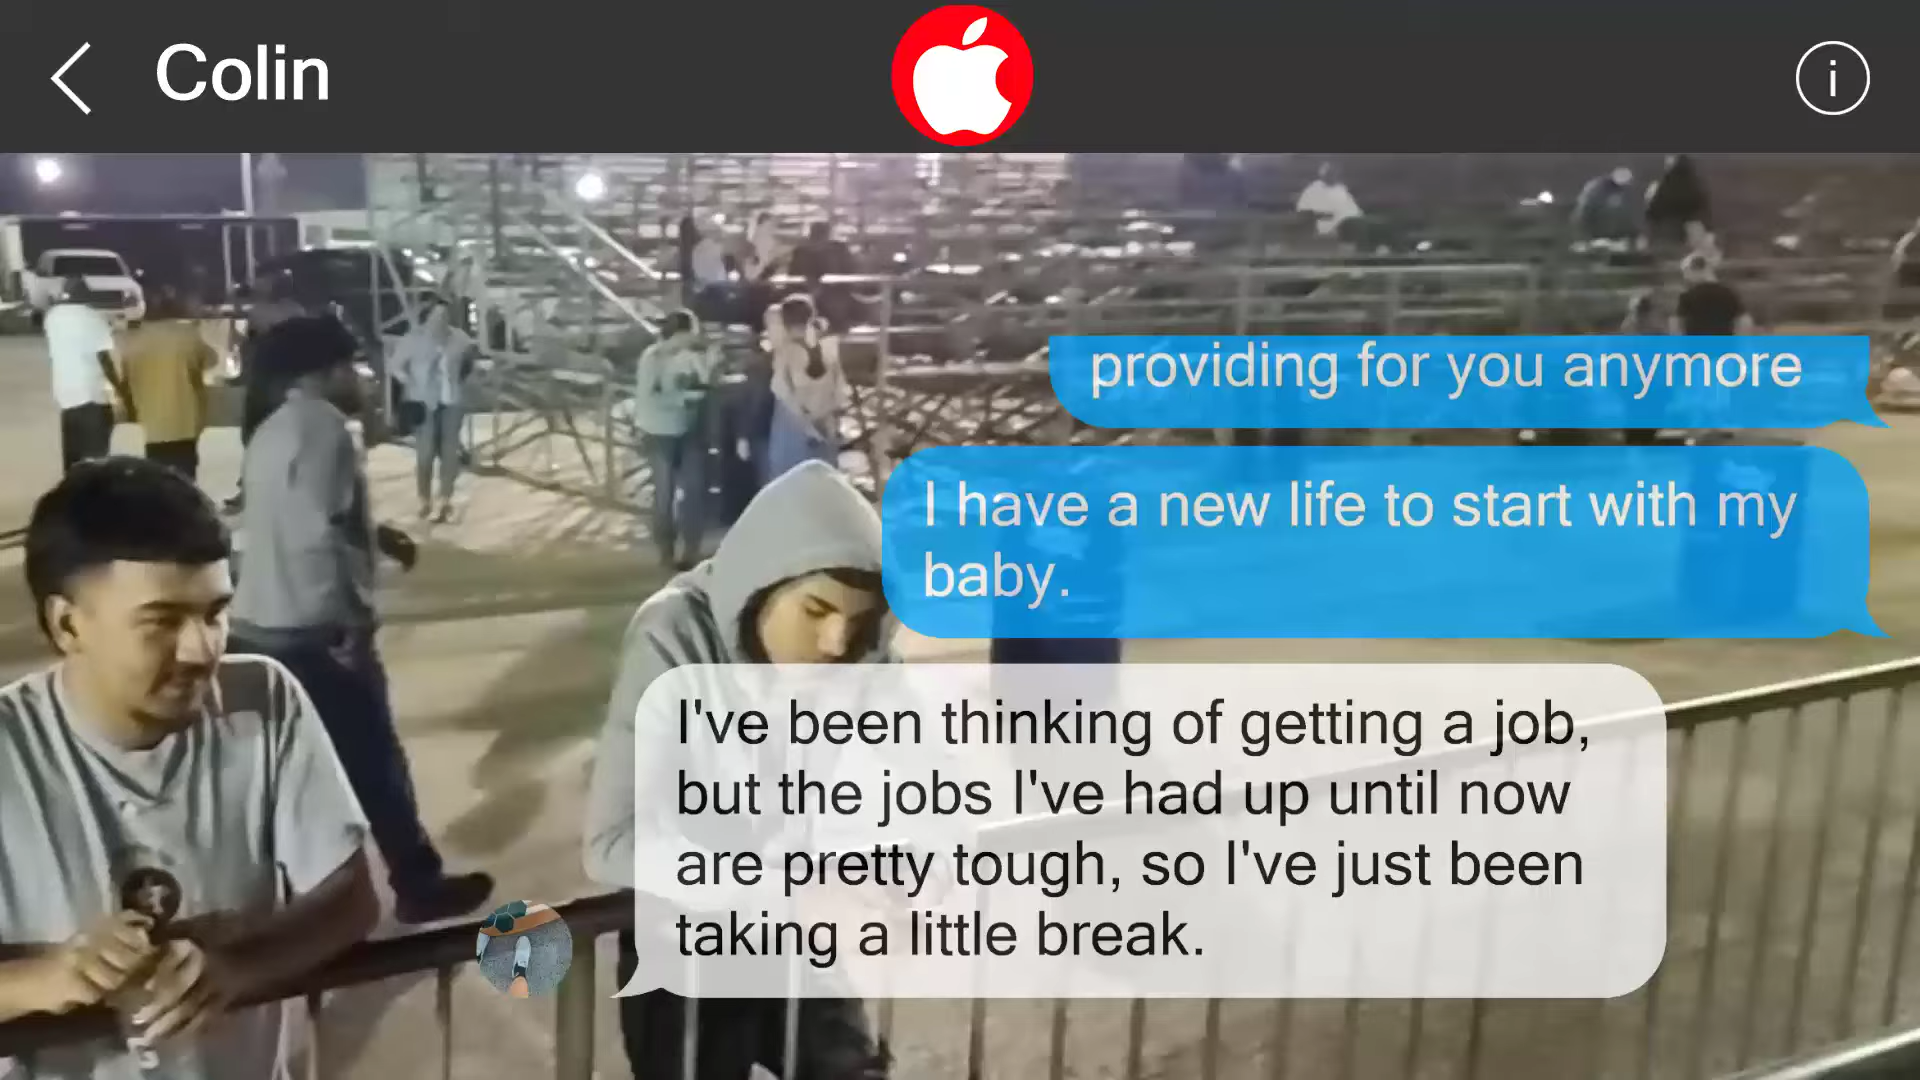 Colin
providing for you anymore
I have a new life to start with my
baby.
I've been thinking of getting a job,
but the jobs I've had up until now
are pretty tough, so I've just been
taking a little break.